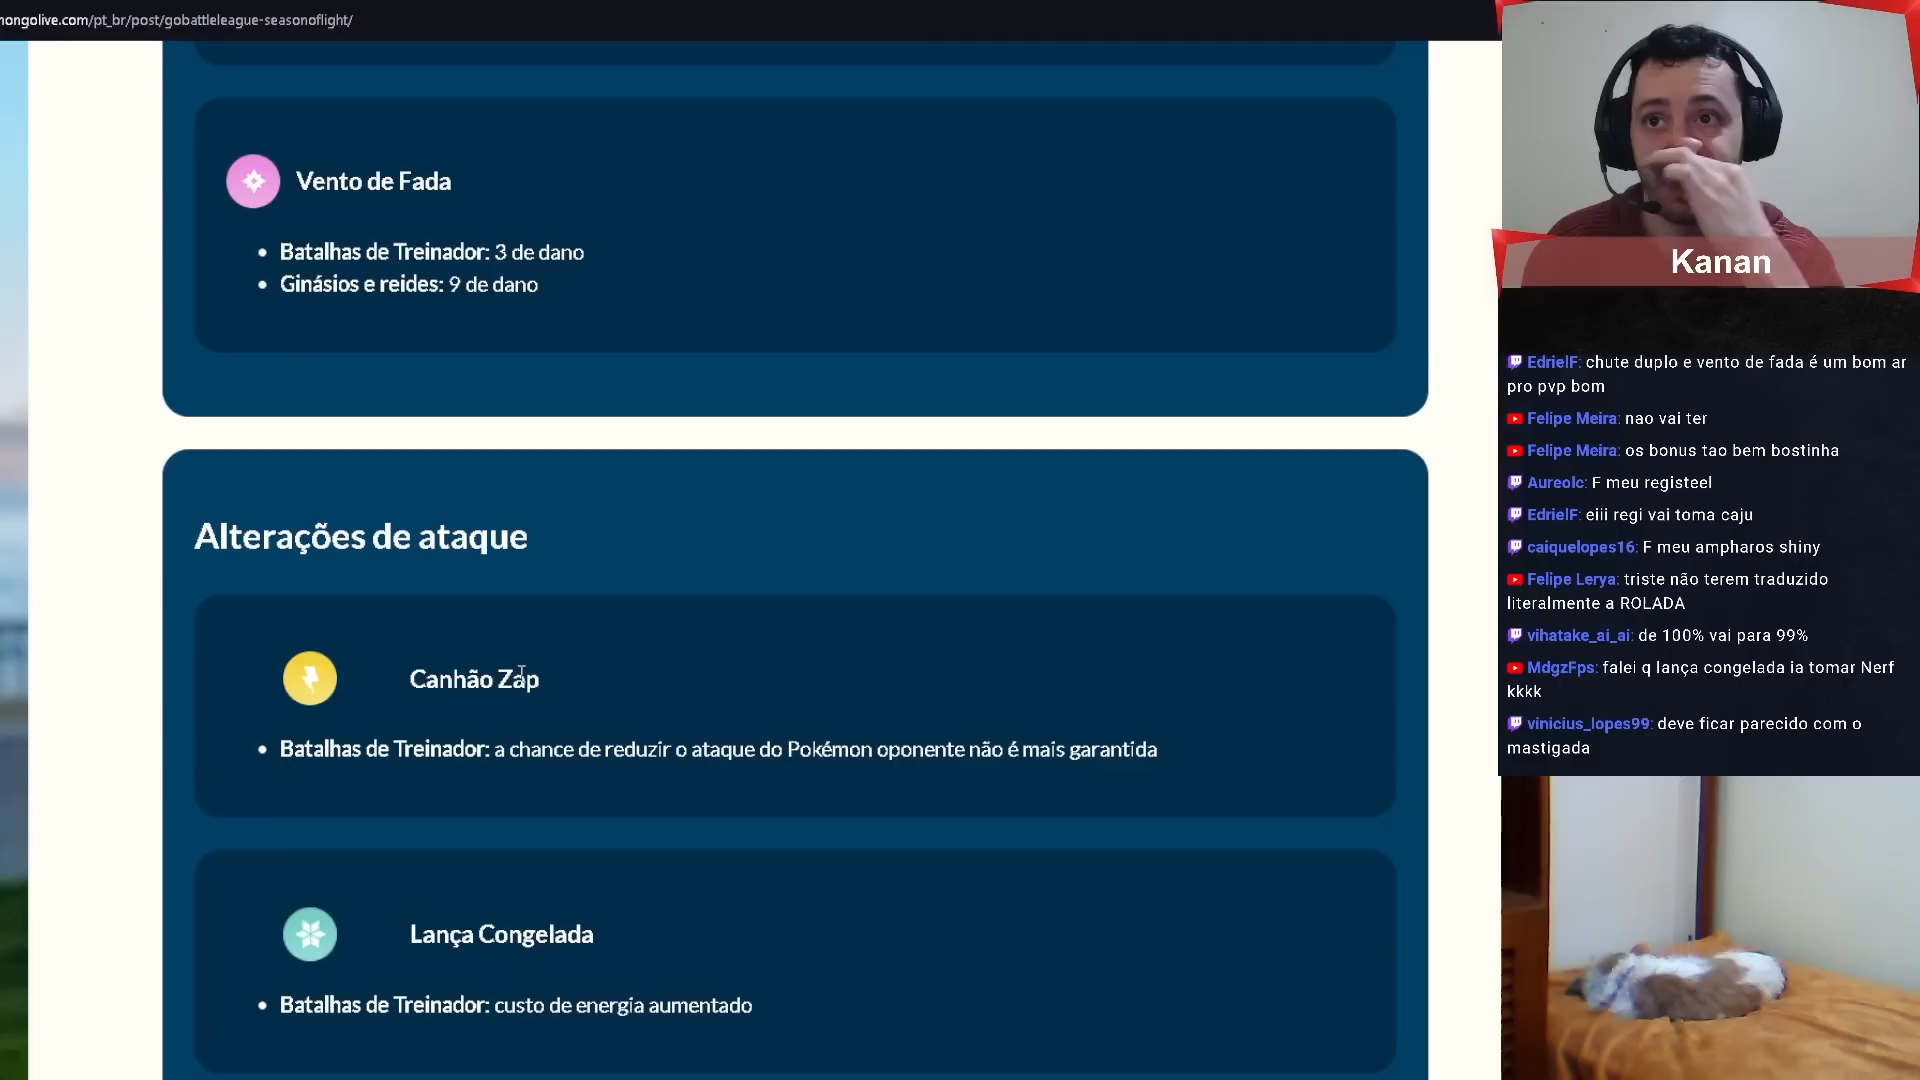 nongolive.com/pt_br/post/gobattleleague-seasonoflight/
Vento de Fada
Batalhas de Treinador: 3 de dano
Ginásios e reides: 9 de dano
Alterações de ataque
Canhão Zap
Batalhas de Treinador: a chance de reduzir o ataque do Pokémon oponente não é mais garantida
Lança Congelada
Batalhas de Treinador: custo de energia aumentado
Kanan
EdrielF: chute duplo e vento de fada é um bom ar
pro pvp bom
Felipe Meira: nao vai ter
Felipe Meira: os bonus tao bem bostinha
Aureolc: F meu registeel
EdrielF: eiii regi vai toma caju
caiquelopes16: F meu ampharos shiny
Felipe Lerya: triste não terem traduzido
literalmente a ROLADA
vihatake_ai_ai: de 100% vai para 99%
MdgzFps: falei q lança congelada ia tomar Nerf
kkkk
vinicius_lopes99: deve ficar parecido com o
mastigada